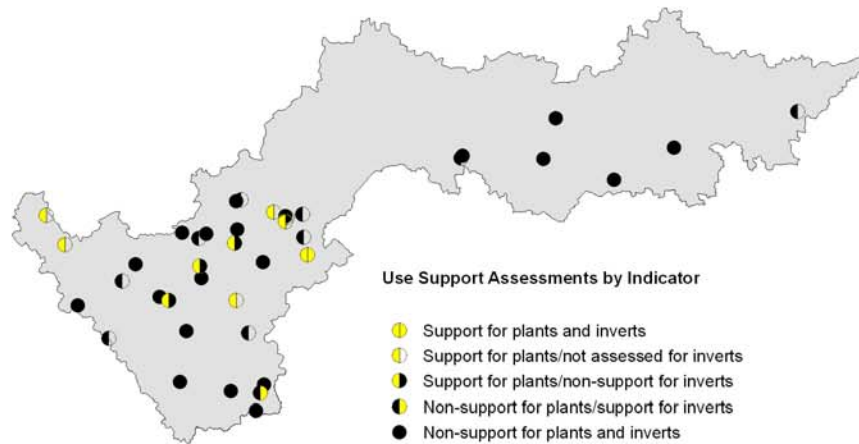 Use Support Assessments by Indicator
Support for plants and inverts
Support for plants/not assessed for inverts
Support for plants/non-support for inverts
Non-support for plants/support for inverts
Non-support for plants and inverts